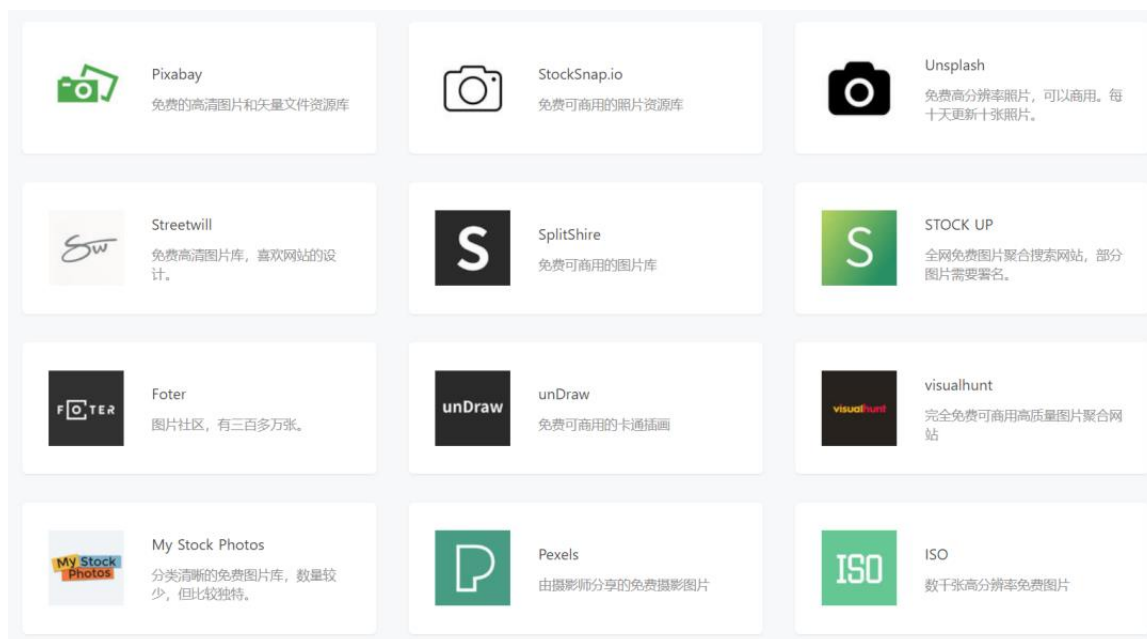 Pixabay
免费的高清图片和矢量文件资源库
StockSnap.io
免费可商用的照片资源库
Unsplash
免费高分辨率照片，可以商用。每
十天更新十张照片。
Sw
Streetwill
免费高清图片库，喜欢网站的设
计。
S
SplitShire
免费可商用的图片库
S
STOCK UP
全网免费图片聚合搜索网站，部分
图片需要署名。
FOTER
Foter
图片社区，有三百多万张。
unDraw
unDraw
免费可商用的卡通插画
visualhunt
visualhunt
完全免费可商用高质量图片聚合网
站
My Stock
Photos
My Stock Photos
分类清晰的免费图片库，数量较
少，但比较独特。
P
Pexels
由摄影师分享的免费摄影图片
ISO
ISO
数千张高分辨率免费图片